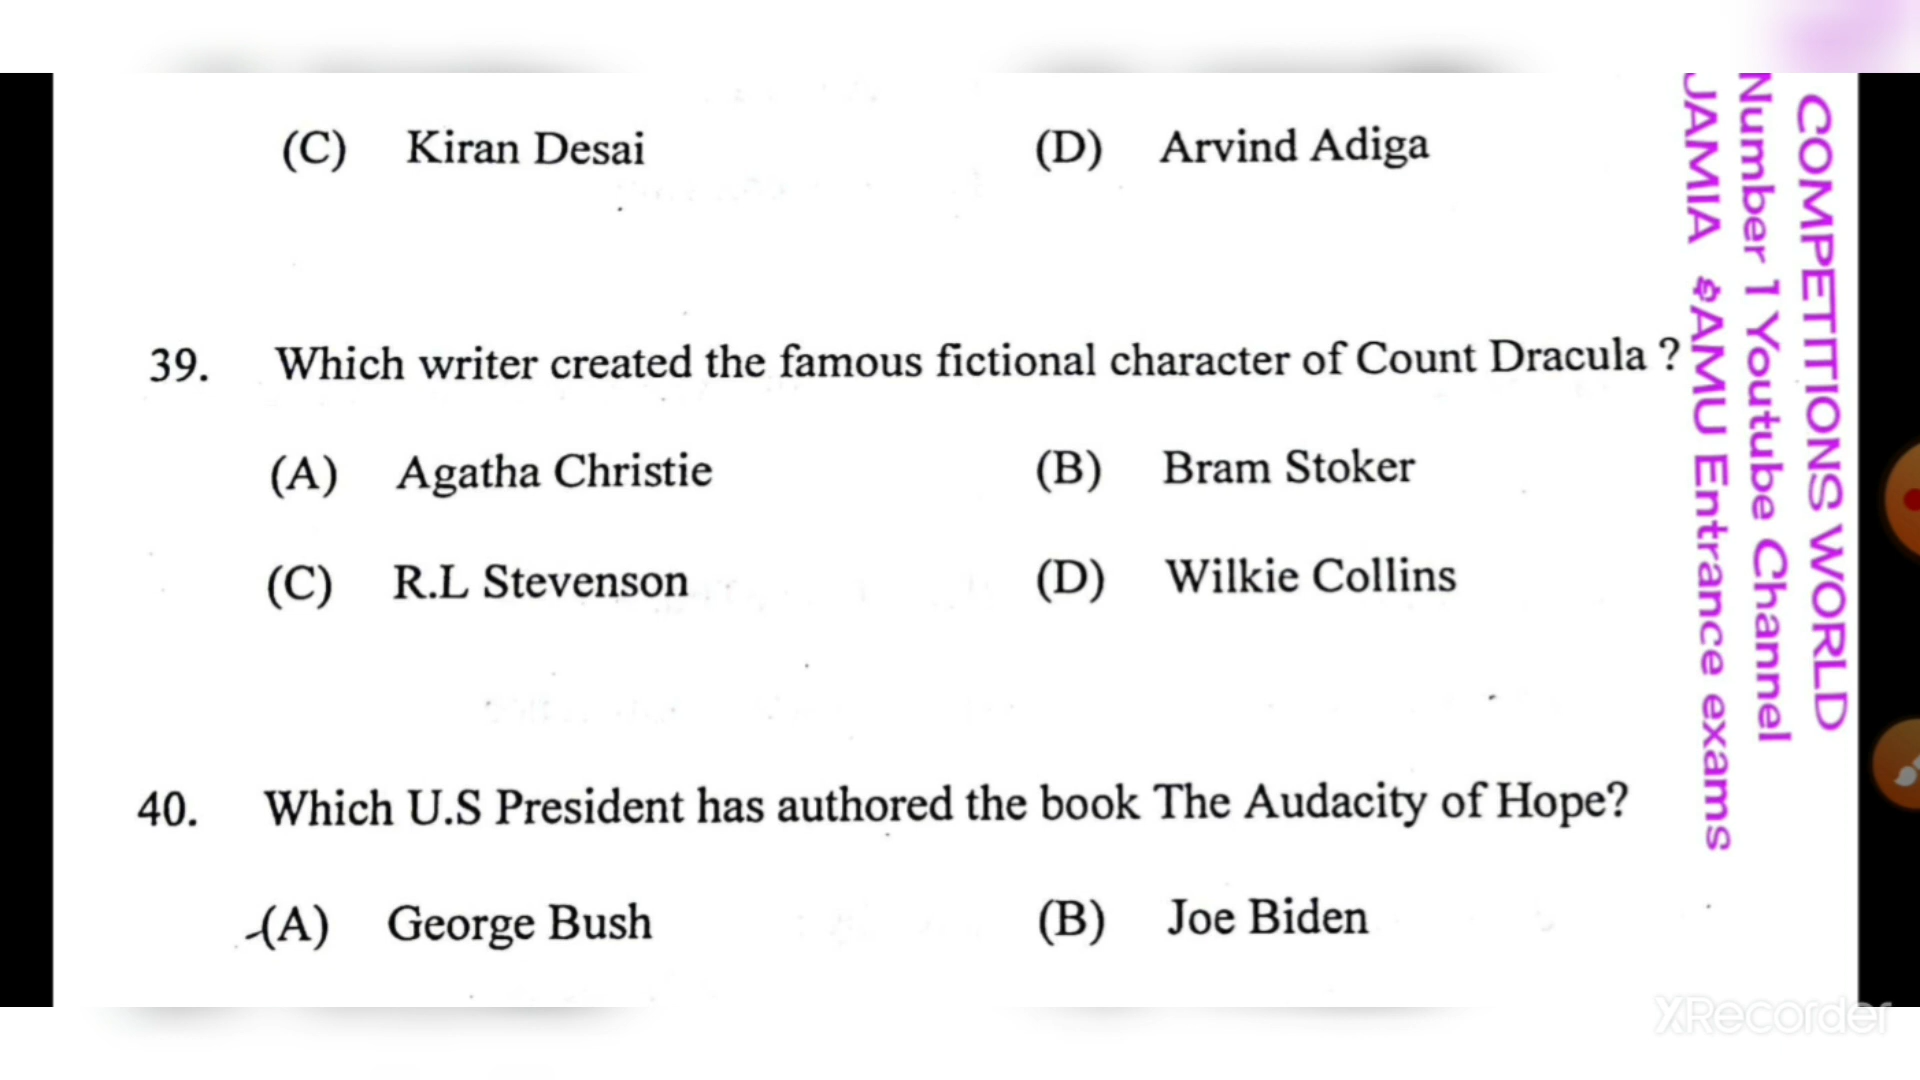 (C) Kiran Desai (D) Arvind Adiga
39. Which writer created the famous fictional character of Count Dracula ?
(A) Agatha Christie (B) Bram Stoker
(C) R.L Stevenson (D) Wilkie Collins
40. Which U.S President has authored the book The Audacity of Hope?
(A) George Bush (B) Joe Biden
COMPETITIONS WORLD
Number 1 Youtube Channel
JAMIA & AMU Entrance exams
XRecorder